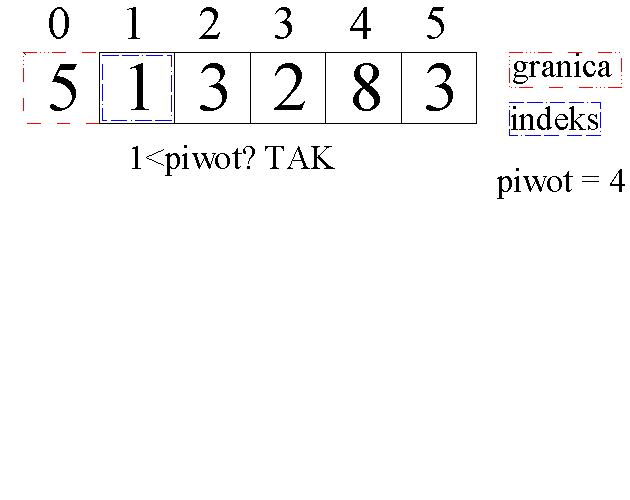 0 1 2 3 4 5
5 1 3 2 8 3
granica
indeks
1<piwot? TAK
piwot = 4